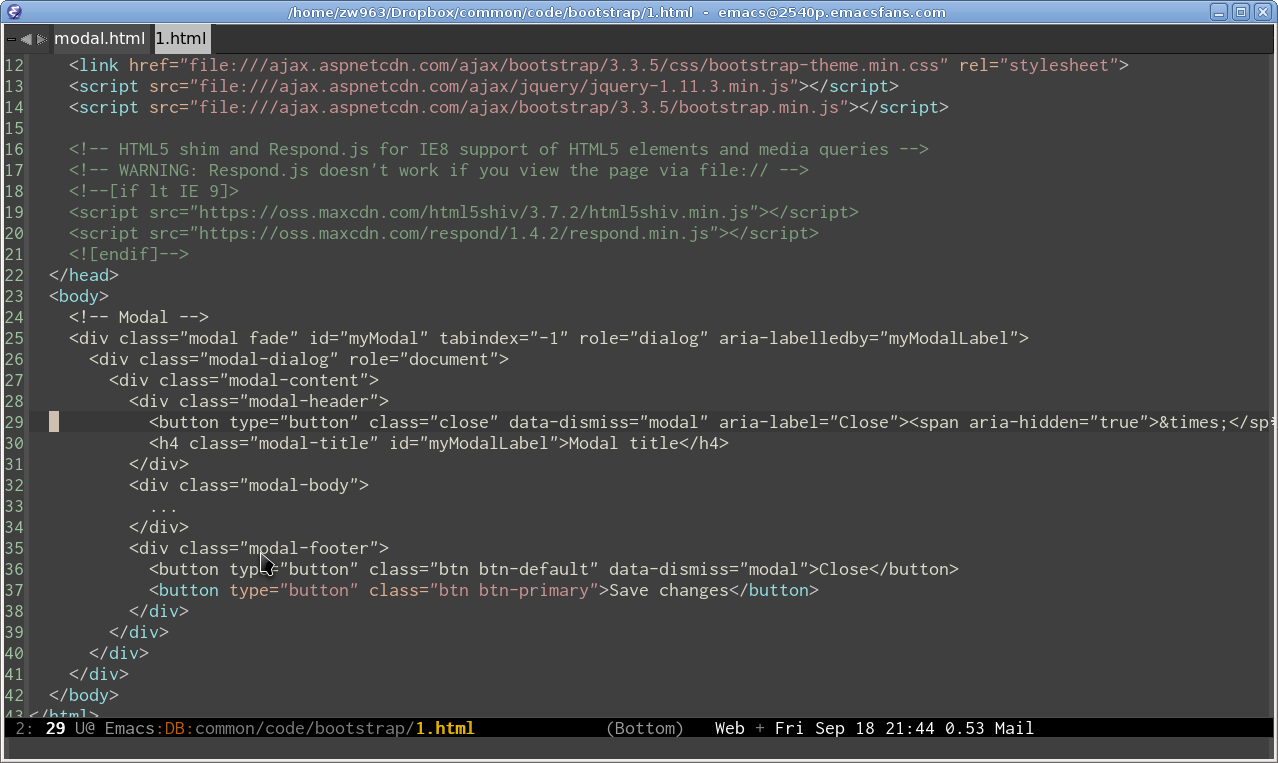 /home/zw963/Dropbox/common/code/bootstrap/1.html - emacs@2540p.emacsfans.com
modal.html 1.html
12 <link href="file:///ajax.aspnetcdn.com/ajax/bootstrap/3.3.5/css/bootstrap-theme.min.css" rel="stylesheet">
13 <script src="file:///ajax.aspnetcdn.com/ajax/jquery/jquery-1.11.3.min.js"></script>
14 <script src="file:///ajax.aspnetcdn.com/ajax/bootstrap/3.3.5/bootstrap.min.js"></script>
15
16 <!-- HTML5 shim and Respond.js for IE8 support of HTML5 elements and media queries -->
17 <!-- WARNING: Respond.js doesn't work if you view the page via file:// -->
18 <!--[if lt IE 9]>
19 <script src="https://oss.maxcdn.com/html5shiv/3.7.2/html5shiv.min.js"></script>
20 <script src="https://oss.maxcdn.com/respond/1.4.2/respond.min.js"></script>
21 <![endif]-->
22 </head>
23 <body>
24 <!-- Modal -->
25 <div class="modal fade" id="myModal" tabindex="-1" role="dialog" aria-labelledby="myModalLabel">
26 <div class="modal-dialog" role="document">
27 <div class="modal-content">
28 <div class="modal-header">
29 <button type="button" class="close" data-dismiss="modal" aria-label="Close"><span aria-hidden="true">&times;</sp
30 <h4 class="modal-title" id="myModalLabel">Modal title</h4>
31 </div>
32 <div class="modal-body">
33 ...
34 </div>
35 <div class="modal-footer">
36 <button type="button" class="btn btn-default" data-dismiss="modal">Close</button>
37 <button type="button" class="btn btn-primary">Save changes</button>
38 </div>
39 </div>
40 </div>
41 </div>
42 </body>
43 </html>
2: 29 U@ Emacs:DB:common/code/bootstrap/1.html (Bottom) Web + Fri Sep 18 21:44 0.53 Mail